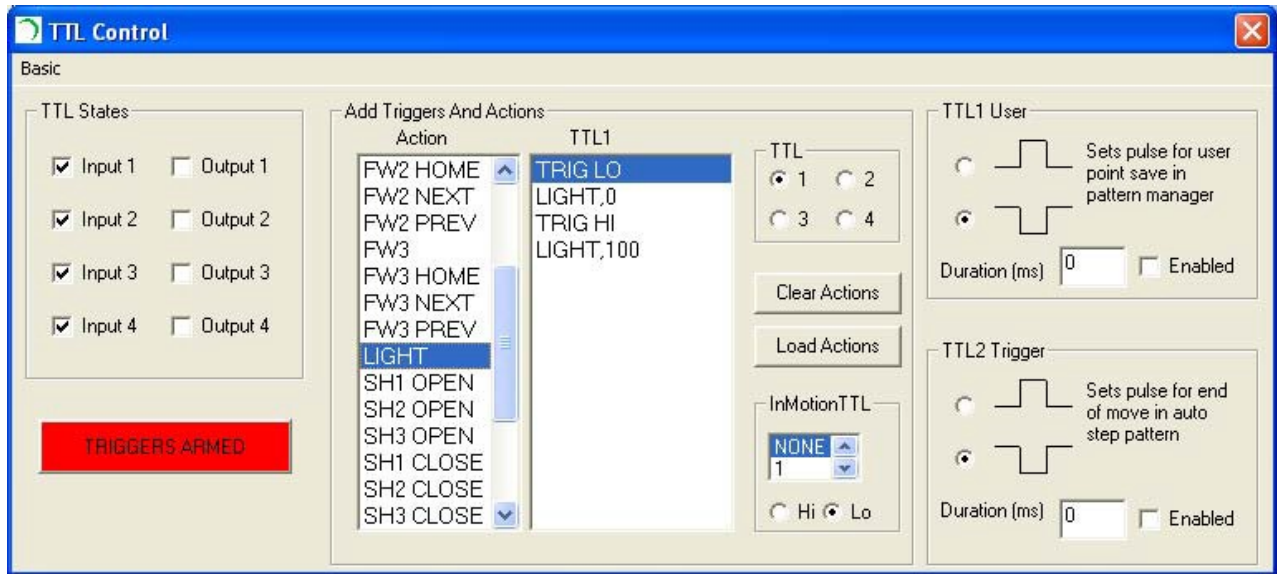 TTL Control
Basic
TTL States
Input 1 Output 1
Input 2 Output 2
Input 3 Output 3
Input 4 Output 4
TRIGGERS ARMED
Add Triggers And Actions
Action
FW2 HOME
FW2 NEXT
FW2 PREV
FW3
FW3 HOME
FW3 NEXT
FW3 PREV
LIGHT
SH1 OPEN
SH2 OPEN
SH3 OPEN
SH1 CLOSE
SH2 CLOSE
SH3 CLOSE
TTL1
TRIG LO
LIGHT,0
TRIG HI
LIGHT,100
TTL
1 2
3 4
Clear Actions
Load Actions
InMotionTTL
NONE
1
Hi Lo
TTL1 User
Sets pulse for user
point save in
pattern manager
Duration (ms) 0 Enabled
TTL2 Trigger
Sets pulse for end
of move in auto
step pattern
Duration (ms) 0 Enabled